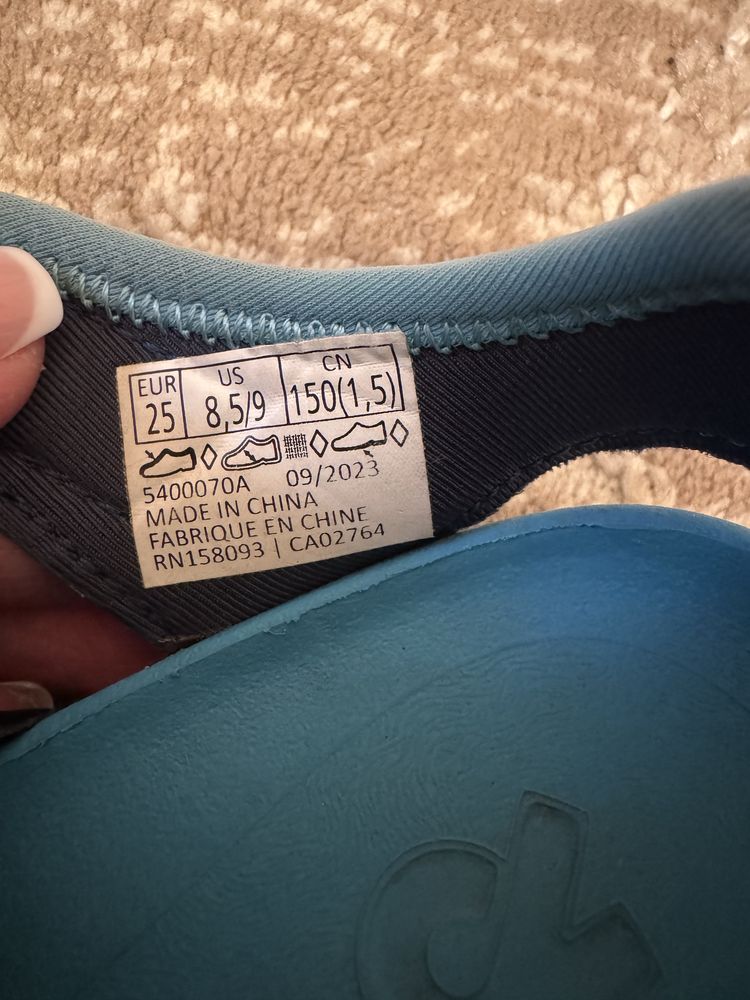 EUR US CN
25 8,5/9 150(1,5)
5400070A 09/2023
MADE IN CHINA
FABRIQUE EN CHINE
RN158093 | CA02764